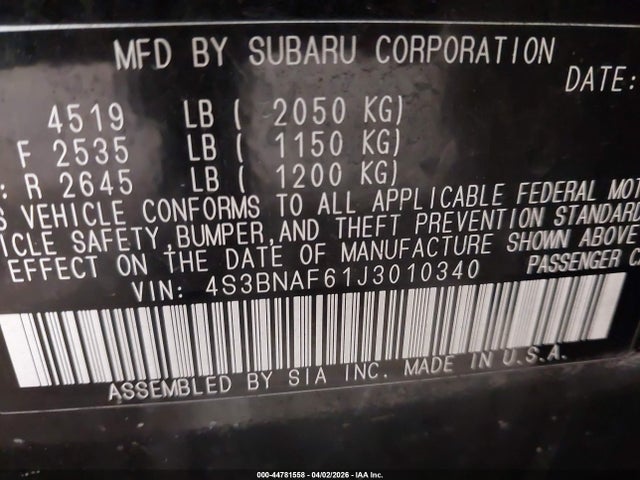 MFD BY SUBARU CORPORATION
DATE:
4519 LB ( 2050 KG)
F 2535 LB ( 1150 KG)
: R 2645 LB ( 1200 KG)
S VEHICLE CONFORMS TO ALL APPLICABLE FEDERAL MOT
ICLE SAFETY,BUMPER,AND THEFT PREVENTION STANDARD
EFFECT ON THE DATE OF MANUFACTURE SHOWN ABOVE
VIN: 4S3BNAF61J3010340 PASSENGER C
ASSEMBLED BY SIA INC. MADE IN U.S.A.
000-44781558 - 04/02/2026 - IAA Inc.